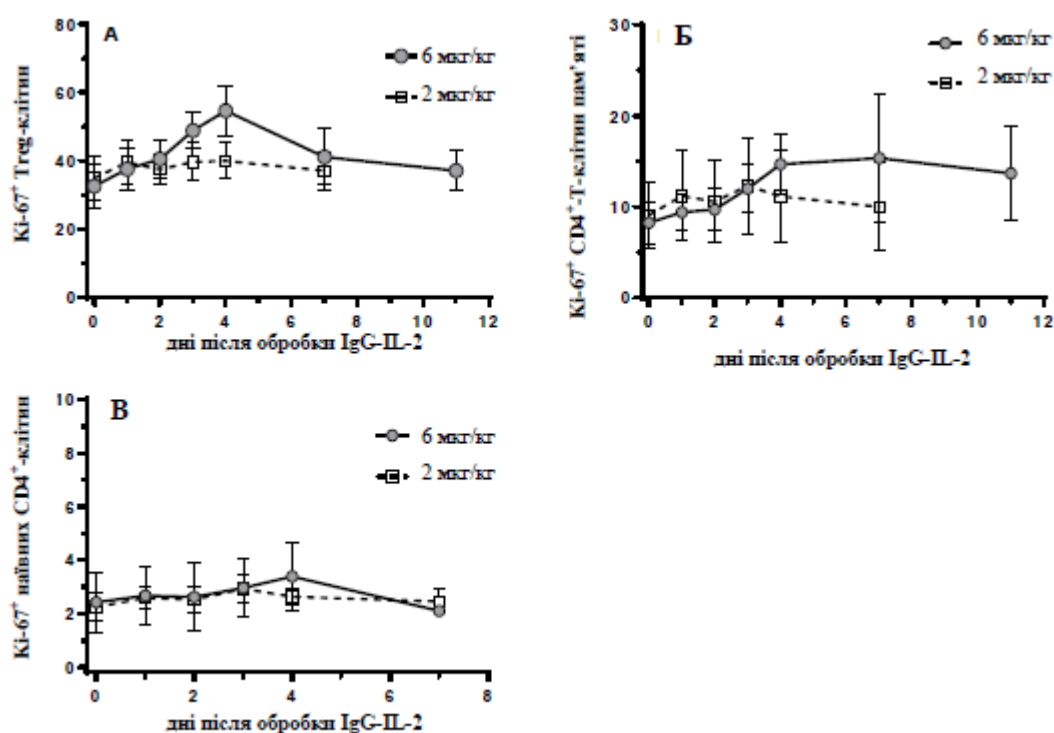 А
6 мкг/кг
2 мкг/кг
Ki-67⁺ Treg-клітин
80
60
40
20
0
0 2 4 6 8 10 12
дні після обробки IgG-IL-2
Б
6 мкг/кг
2 мкг/кг
Ki-67⁺ CD4⁺-Т-клітин пам’яті
30
20
10
0
0 2 4 6 8 10 12
дні після обробки IgG-IL-2
В
6 мкг/кг
2 мкг/кг
Ki-67⁺ наївних CD4⁺-клітин
10
8
6
4
2
0
0 2 4 6 8
дні після обробки IgG-IL-2